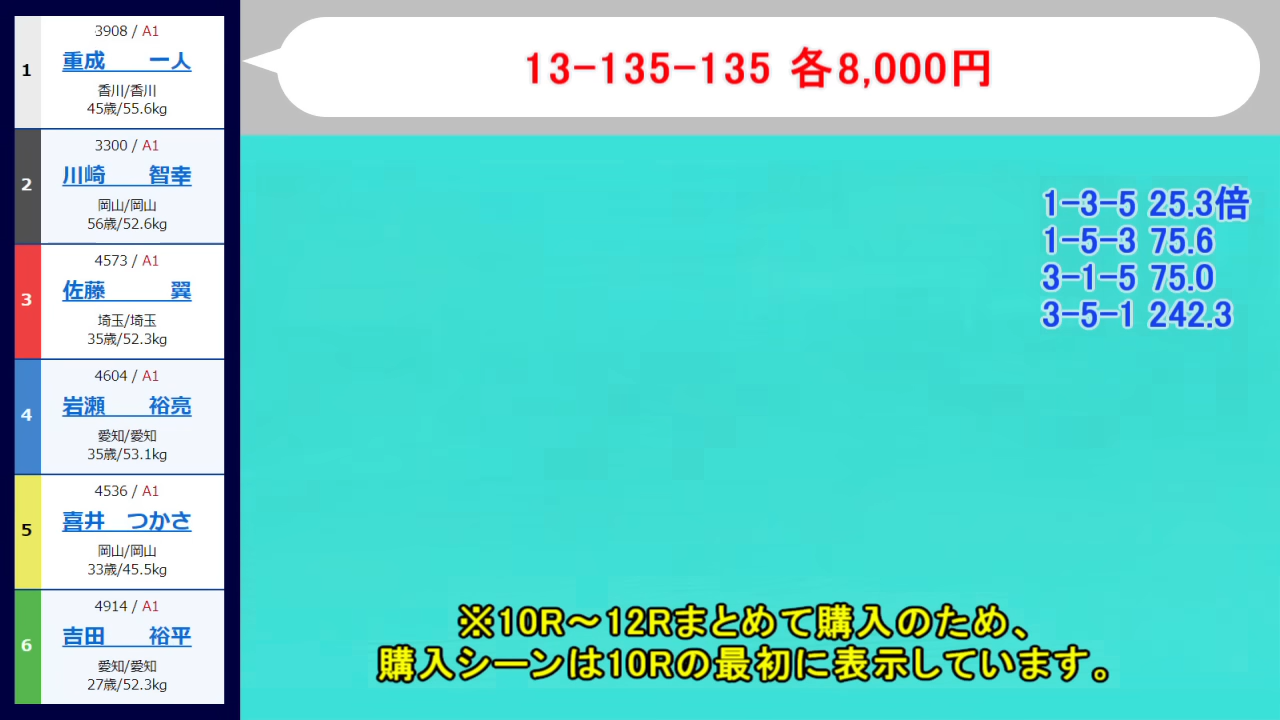 1
3908 / A1
重成 一人
香川/香川
45歳/55.6kg
2
3300 / A1
川崎 智幸
岡山/岡山
56歳/52.6kg
3
4573 / A1
佐藤 翼
埼玉/埼玉
35歳/52.3kg
4
4604 / A1
岩瀬 裕亮
愛知/愛知
35歳/53.1kg
5
4536 / A1
喜井 つかさ
岡山/岡山
33歳/45.5kg
6
4914 / A1
吉田 裕平
愛知/愛知
27歳/52.3kg
13-135-135 各8,000円
1-3-5 25.3倍
1-5-3 75.6
3-1-5 75.0
3-5-1 242.3
※10R～12Rまとめて購入のため、
購入シーンは10Rの最初に表示しています。